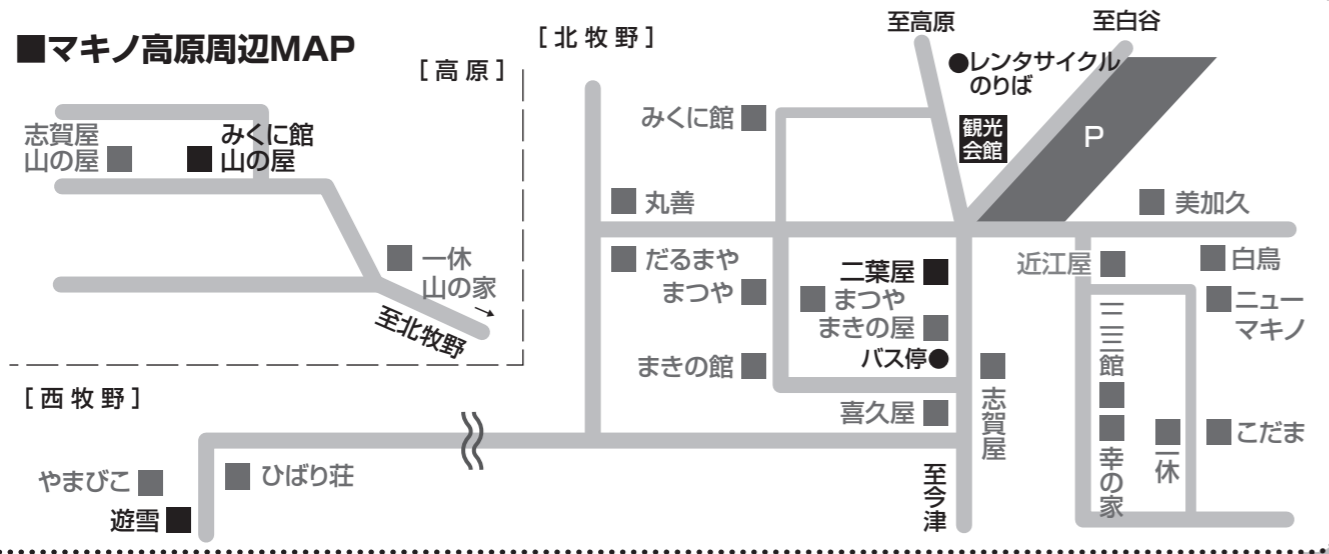 ■マキノ高原周辺MAP
[高原]
志賀屋
山の屋
みくに館
山の屋
一休
山の家
→
至北牧野
[北牧野]
至高原
至白谷
●レンタサイクル
のりば
みくに館
観光
会館
P
丸善
美加久
だるまや
まつや
二葉屋
まつや
まきの屋
バス停●
まきの館
喜久屋
志賀屋
近江屋
白鳥
ニュー
マキノ
二三館
幸の家
一休
こだま
至今津
[西牧野]
やまびこ
ひばり荘
遊雪